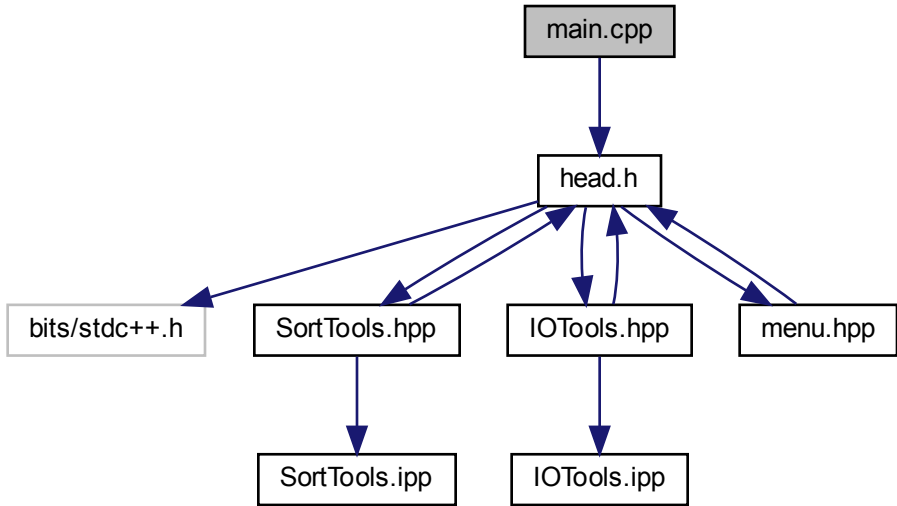 main.cpp
head.h
bits/stdc++.h
SortTools.hpp
IOTools.hpp
menu.hpp
SortTools.ipp
IOTools.ipp